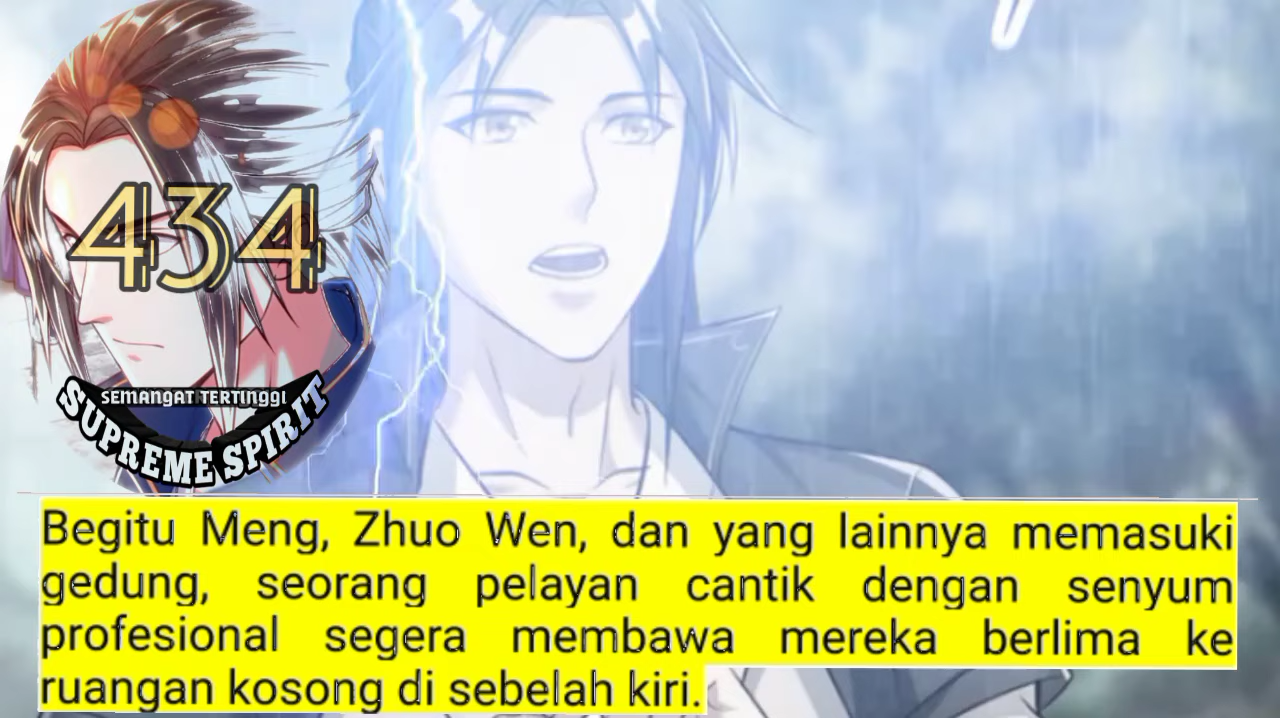 434
SEMANGAT TERTINGGI
SUPREME SPIRIT
Begitu Meng, Zhuo Wen, dan yang lainnya memasuki
gedung, seorang pelayan cantik dengan senyum
profesional segera membawa mereka berlima ke
ruangan kosong di sebelah kiri.